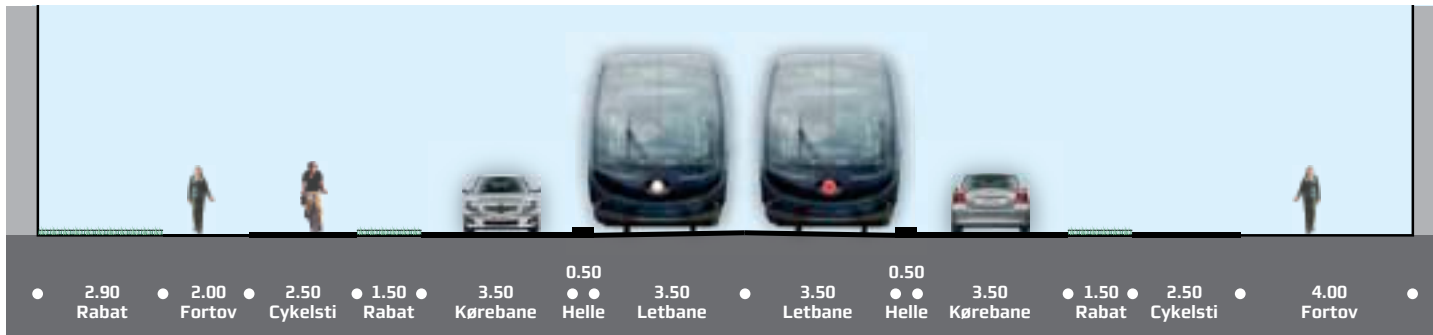 0.50 0.50
2.90 2.00 2.50 1.50 3.50 3.50 3.50 3.50 1.50 2.50 4.00
Rabat Fortov Cykelsti Rabat Kørebane Helle Letbane Letbane Helle Kørebane Rabat Cykelsti Fortov